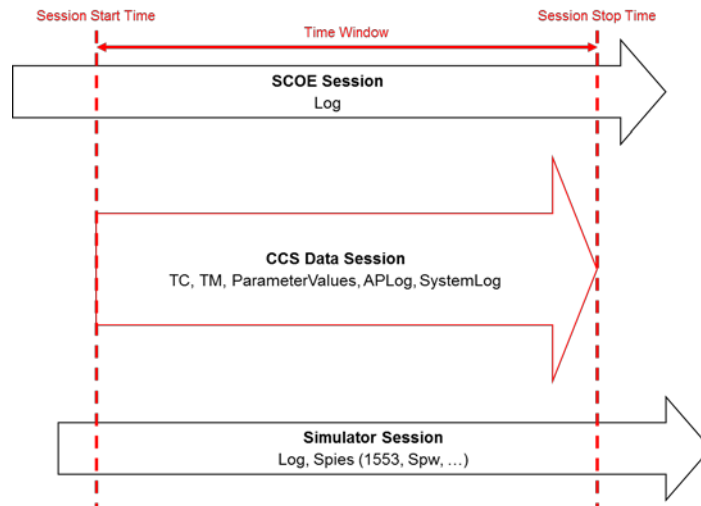 Session Start Time
Session Stop Time
Time Window
SCOE Session
Log
CCS Data Session
TC, TM, ParameterValues, APLog, SystemLog
Simulator Session
Log, Spies (1553, Spw, ...)